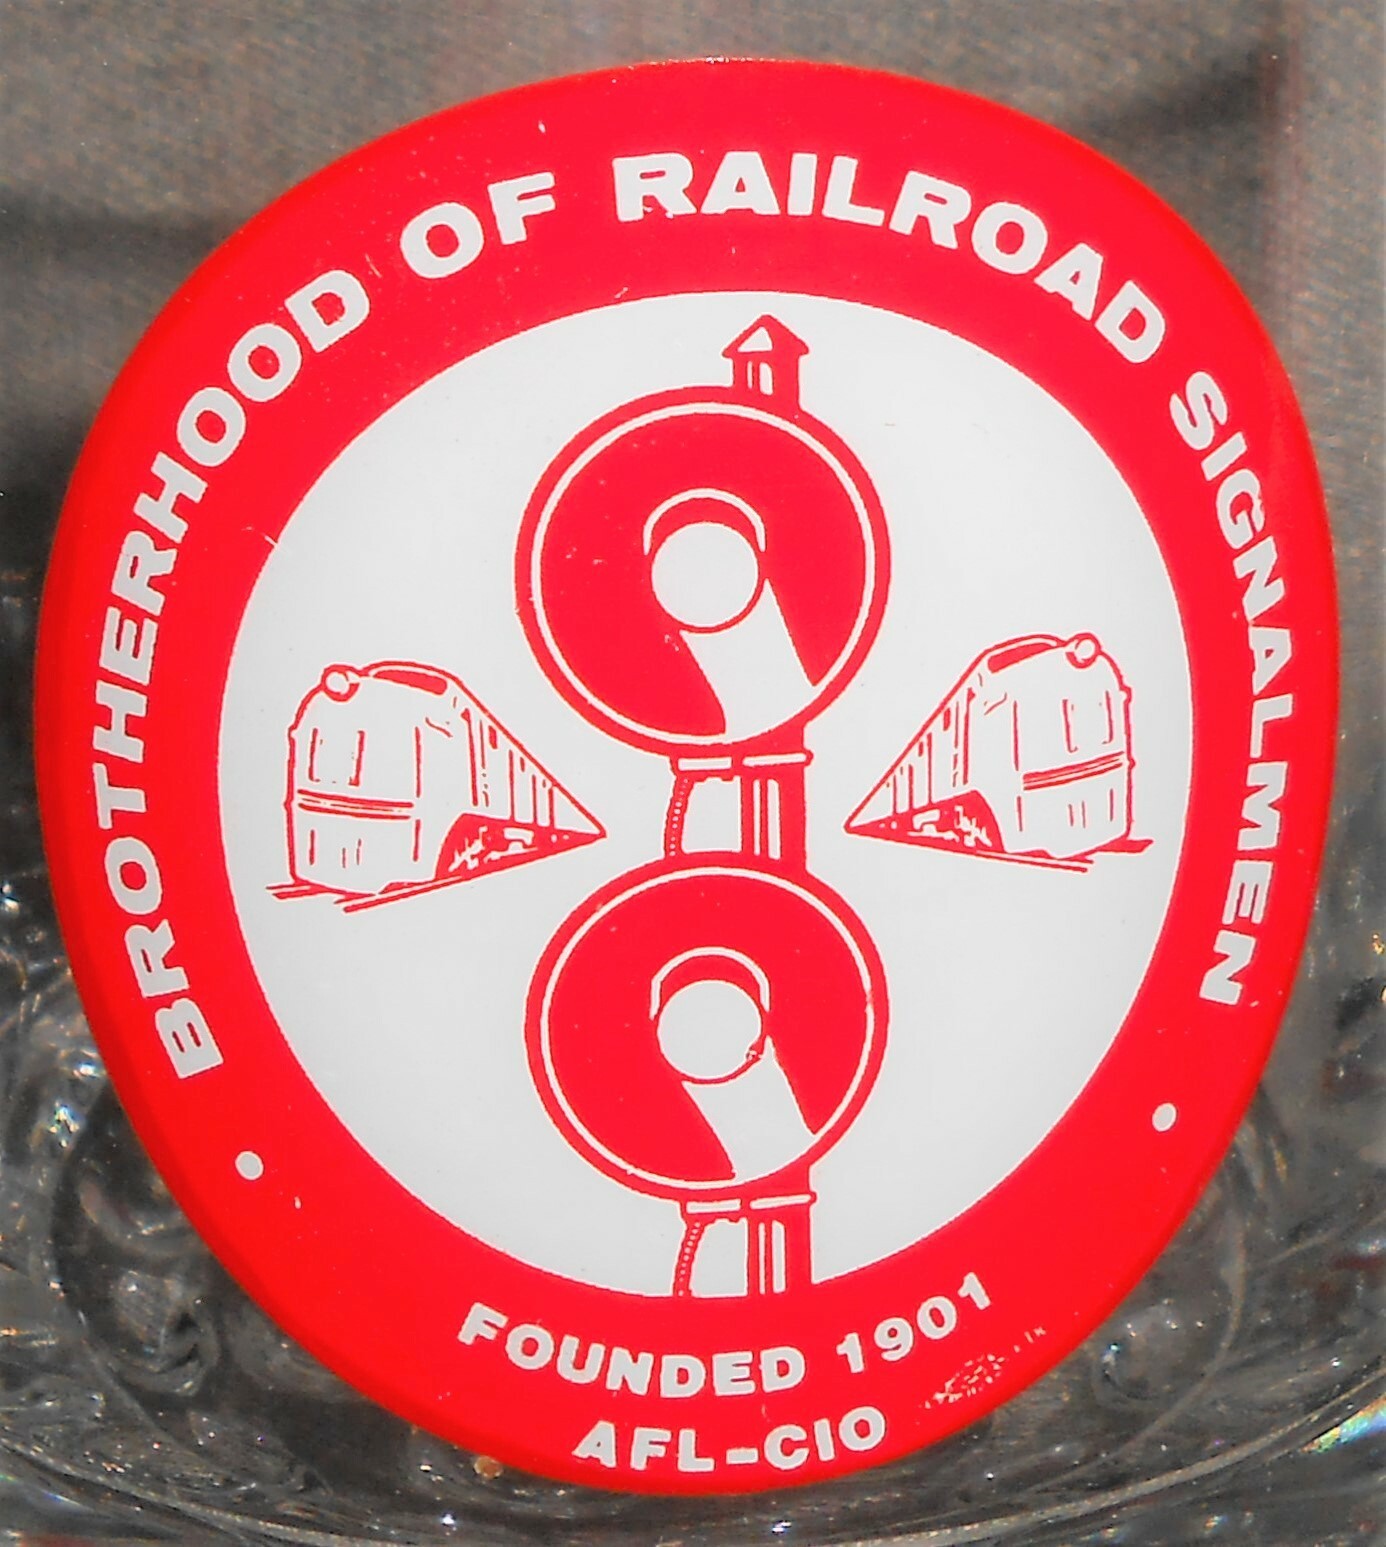 BROTHERHOOD OF RAILROAD SIGNALMEN
FOUNDED 1901
AFL-CIO